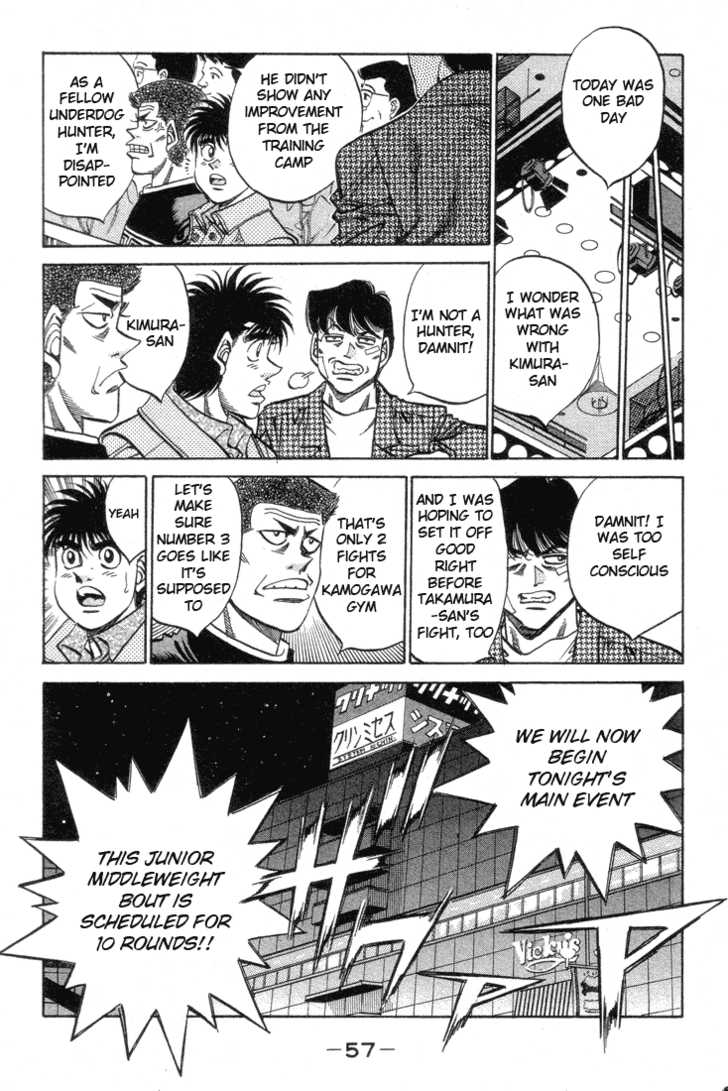 TODAY WAS
ONE BAD
DAY
I WONDER
WHAT WAS
WRONG
WITH
KIMURA-
SAN
HE DIDN'T
SHOW ANY
IMPROVEMENT
FROM THE
TRAINING
CAMP
AS A
FELLOW
UNDERDOG
HUNTER,
I'M
DISAP-
POINTED
I'M NOT A
HUNTER,
DAMNIT!
KIMURA-
SAN
DAMNIT! I
WAS TOO
SELF
CONSCIOUS
AND I WAS
HOPING TO
SET IT OFF
GOOD
RIGHT
BEFORE
TAKAMURA
-SAN'S
FIGHT, TOO
THAT'S
ONLY 2
FIGHTS
FOR
KAMOGAWA
GYM
LET'S
MAKE
SURE
NUMBER 3
GOES LIKE
IT'S
SUPPOSED
TO
YEAH
WE WILL NOW
BEGIN
TONIGHT'S
MAIN EVENT
クリンミセス
THIS JUNIOR
MIDDLEWEIGHT
BOLT IS
SCHEDULED FOR
10 ROUNDS!!
-57-